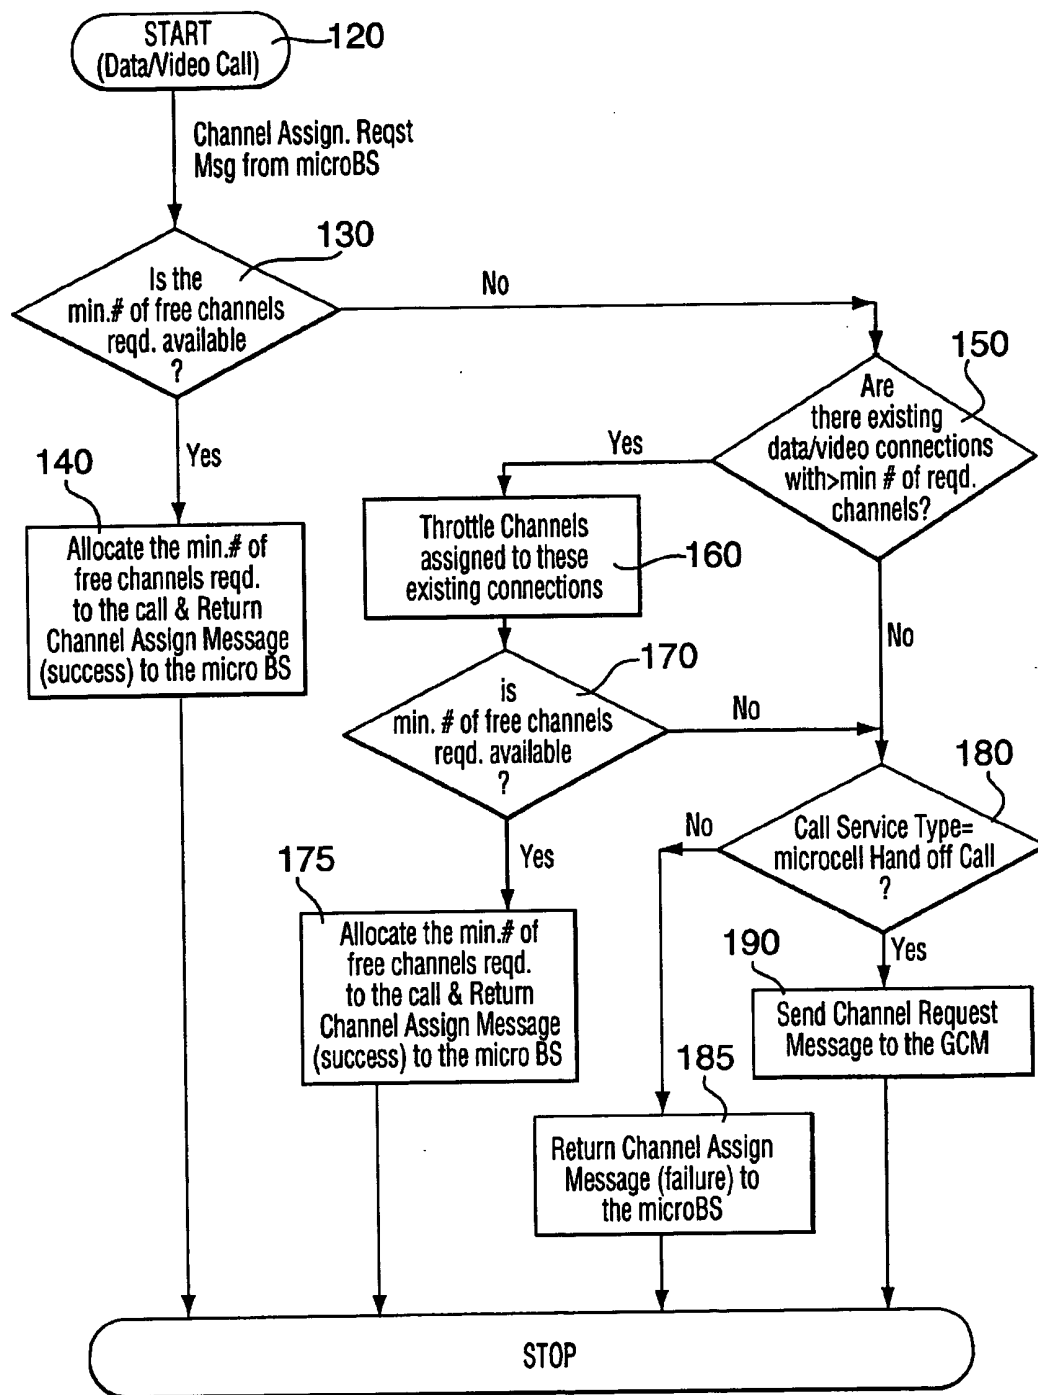 START
(Data/Video Call)
120
Channel Assign. Reqst
Msg from microBS
130
Is the
min.# of free channels
reqd. available
?
No
Yes
150
Are
there existing
data/video connections
with>min # of reqd.
channels?
Yes
No
140
Allocate the min.# of
free channels reqd.
to the call & Return
Channel Assign Message
(success) to the micro BS
Throttle Channels
assigned to these
existing connections
160
170
is
min. # of free channels
reqd. available
?
No
Yes
180
Call Service Type=
microcell Hand off Call
?
No
Yes
175
Allocate the min.# of
free channels reqd.
to the call & Return
Channel Assign Message
(success) to the micro BS
190
Send Channel Request
Message to the GCM
185
Return Channel Assign
Message (failure) to
the microBS
STOP